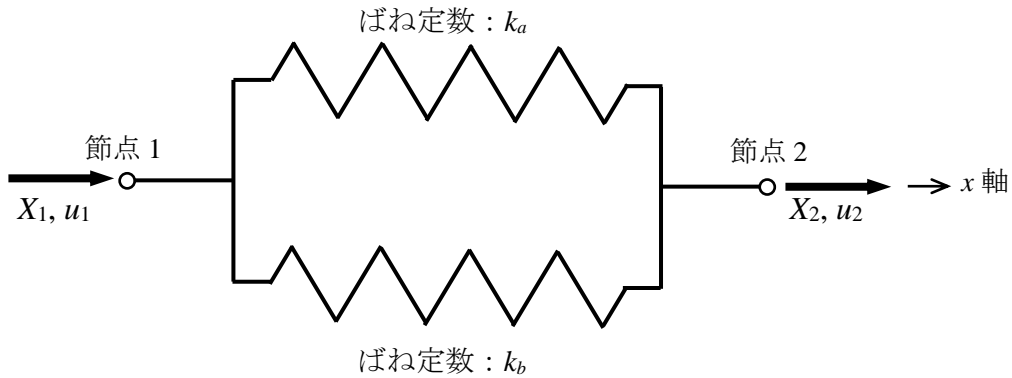 ばね定数：ka
節点 1
節点 2
X1, u1
X2, u2
x 軸
ばね定数：kb